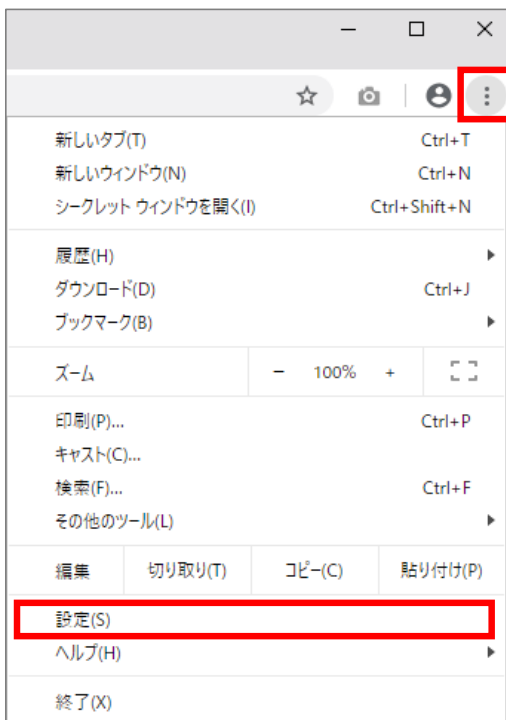 新しいタブ(T) Ctrl+T
新しいウィンドウ(N) Ctrl+N
シークレット ウィンドウを開く(I) Ctrl+Shift+N
履歴(H)
ダウンロード(D) Ctrl+J
ブックマーク(B)
ズーム - 100% +
印刷(P)... Ctrl+P
キャスト(C)...
検索(F)... Ctrl+F
その他のツール(L)
編集 切り取り(T) コピー(C) 貼り付け(P)
設定(S)
ヘルプ(H)
終了(X)